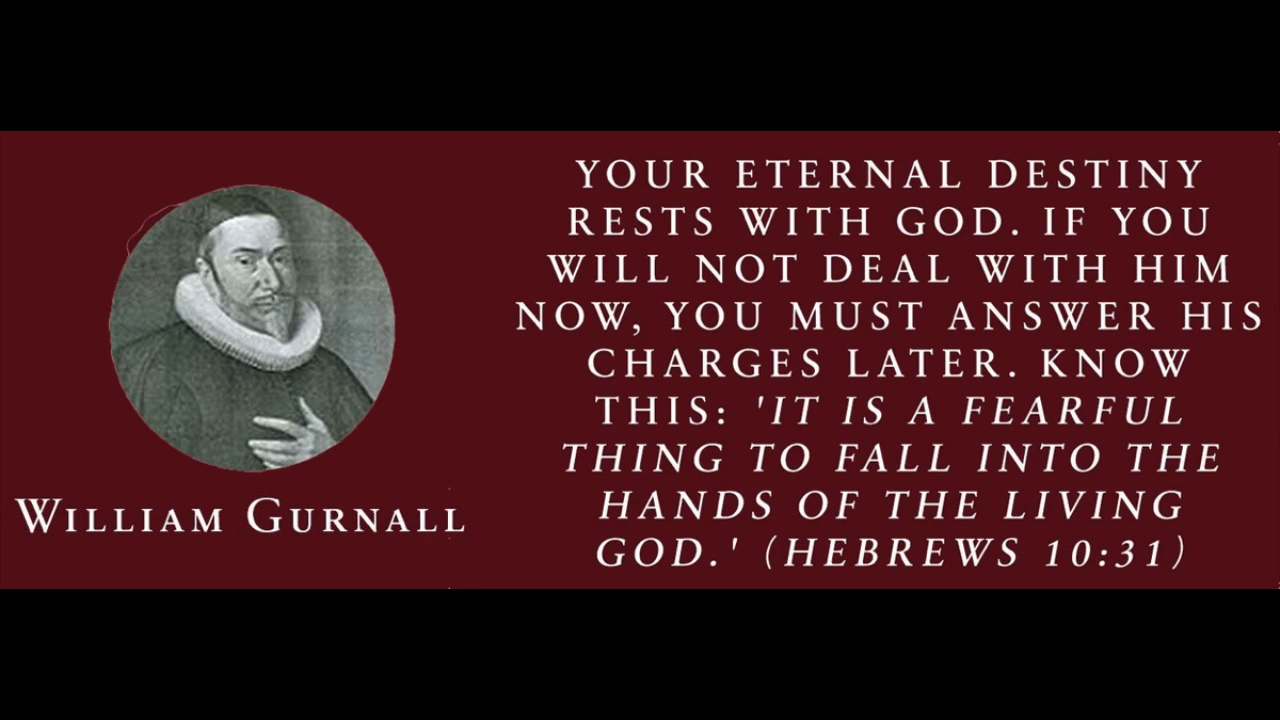 YOUR ETERNAL DESTINY
RESTS WITH GOD. IF YOU
WILL NOT DEAL WITH HIM
NOW, YOU MUST ANSWER HIS
CHARGES LATER. KNOW
THIS: 'IT IS A FEARFUL
THING TO FALL INTO THE
HANDS OF THE LIVING
GOD.' (HEBREWS 10:31)
WILLIAM GURNALL